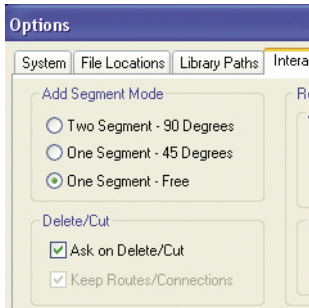 Options
System File Locations Library Paths Intera
Add Segment Mode
Two Segment - 90 Degrees
One Segment - 45 Degrees
One Segment - Free
Delete/Cut
Ask on Delete/Cut
Keep Routes/Connections